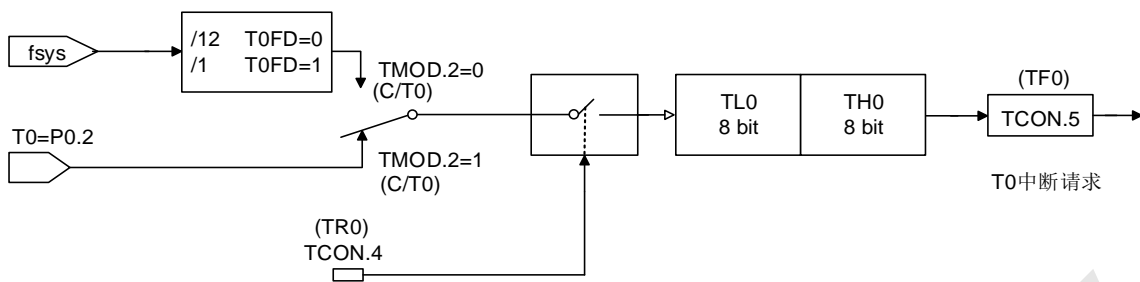 fsys
/12 T0FD=0
/1 T0FD=1
TMOD.2=0
(C/T0)
T0=P0.2
TMOD.2=1
(C/T0)
(TR0)
TCON.4
TL0
8 bit
TH0
8 bit
(TF0)
TCON.5
T0中断请求